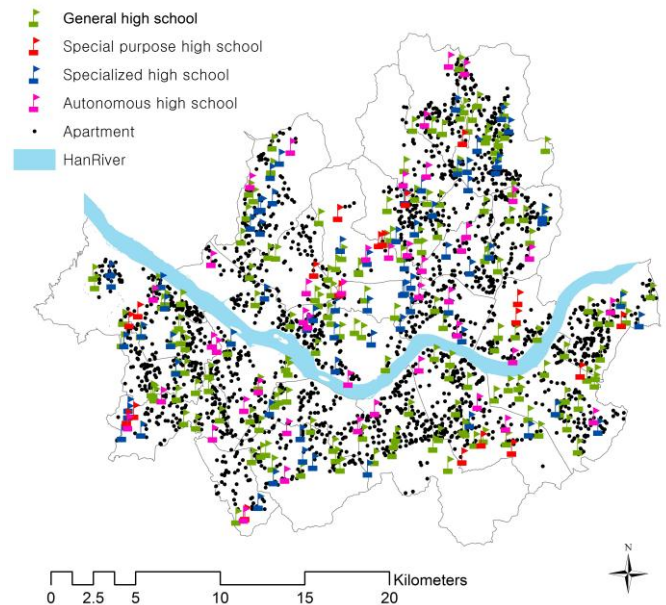 General high school
Special purpose high school
Specialized high school
Autonomous high school
Apartment
HanRiver
N
Kilometers
0 2.5 5 10 15 20